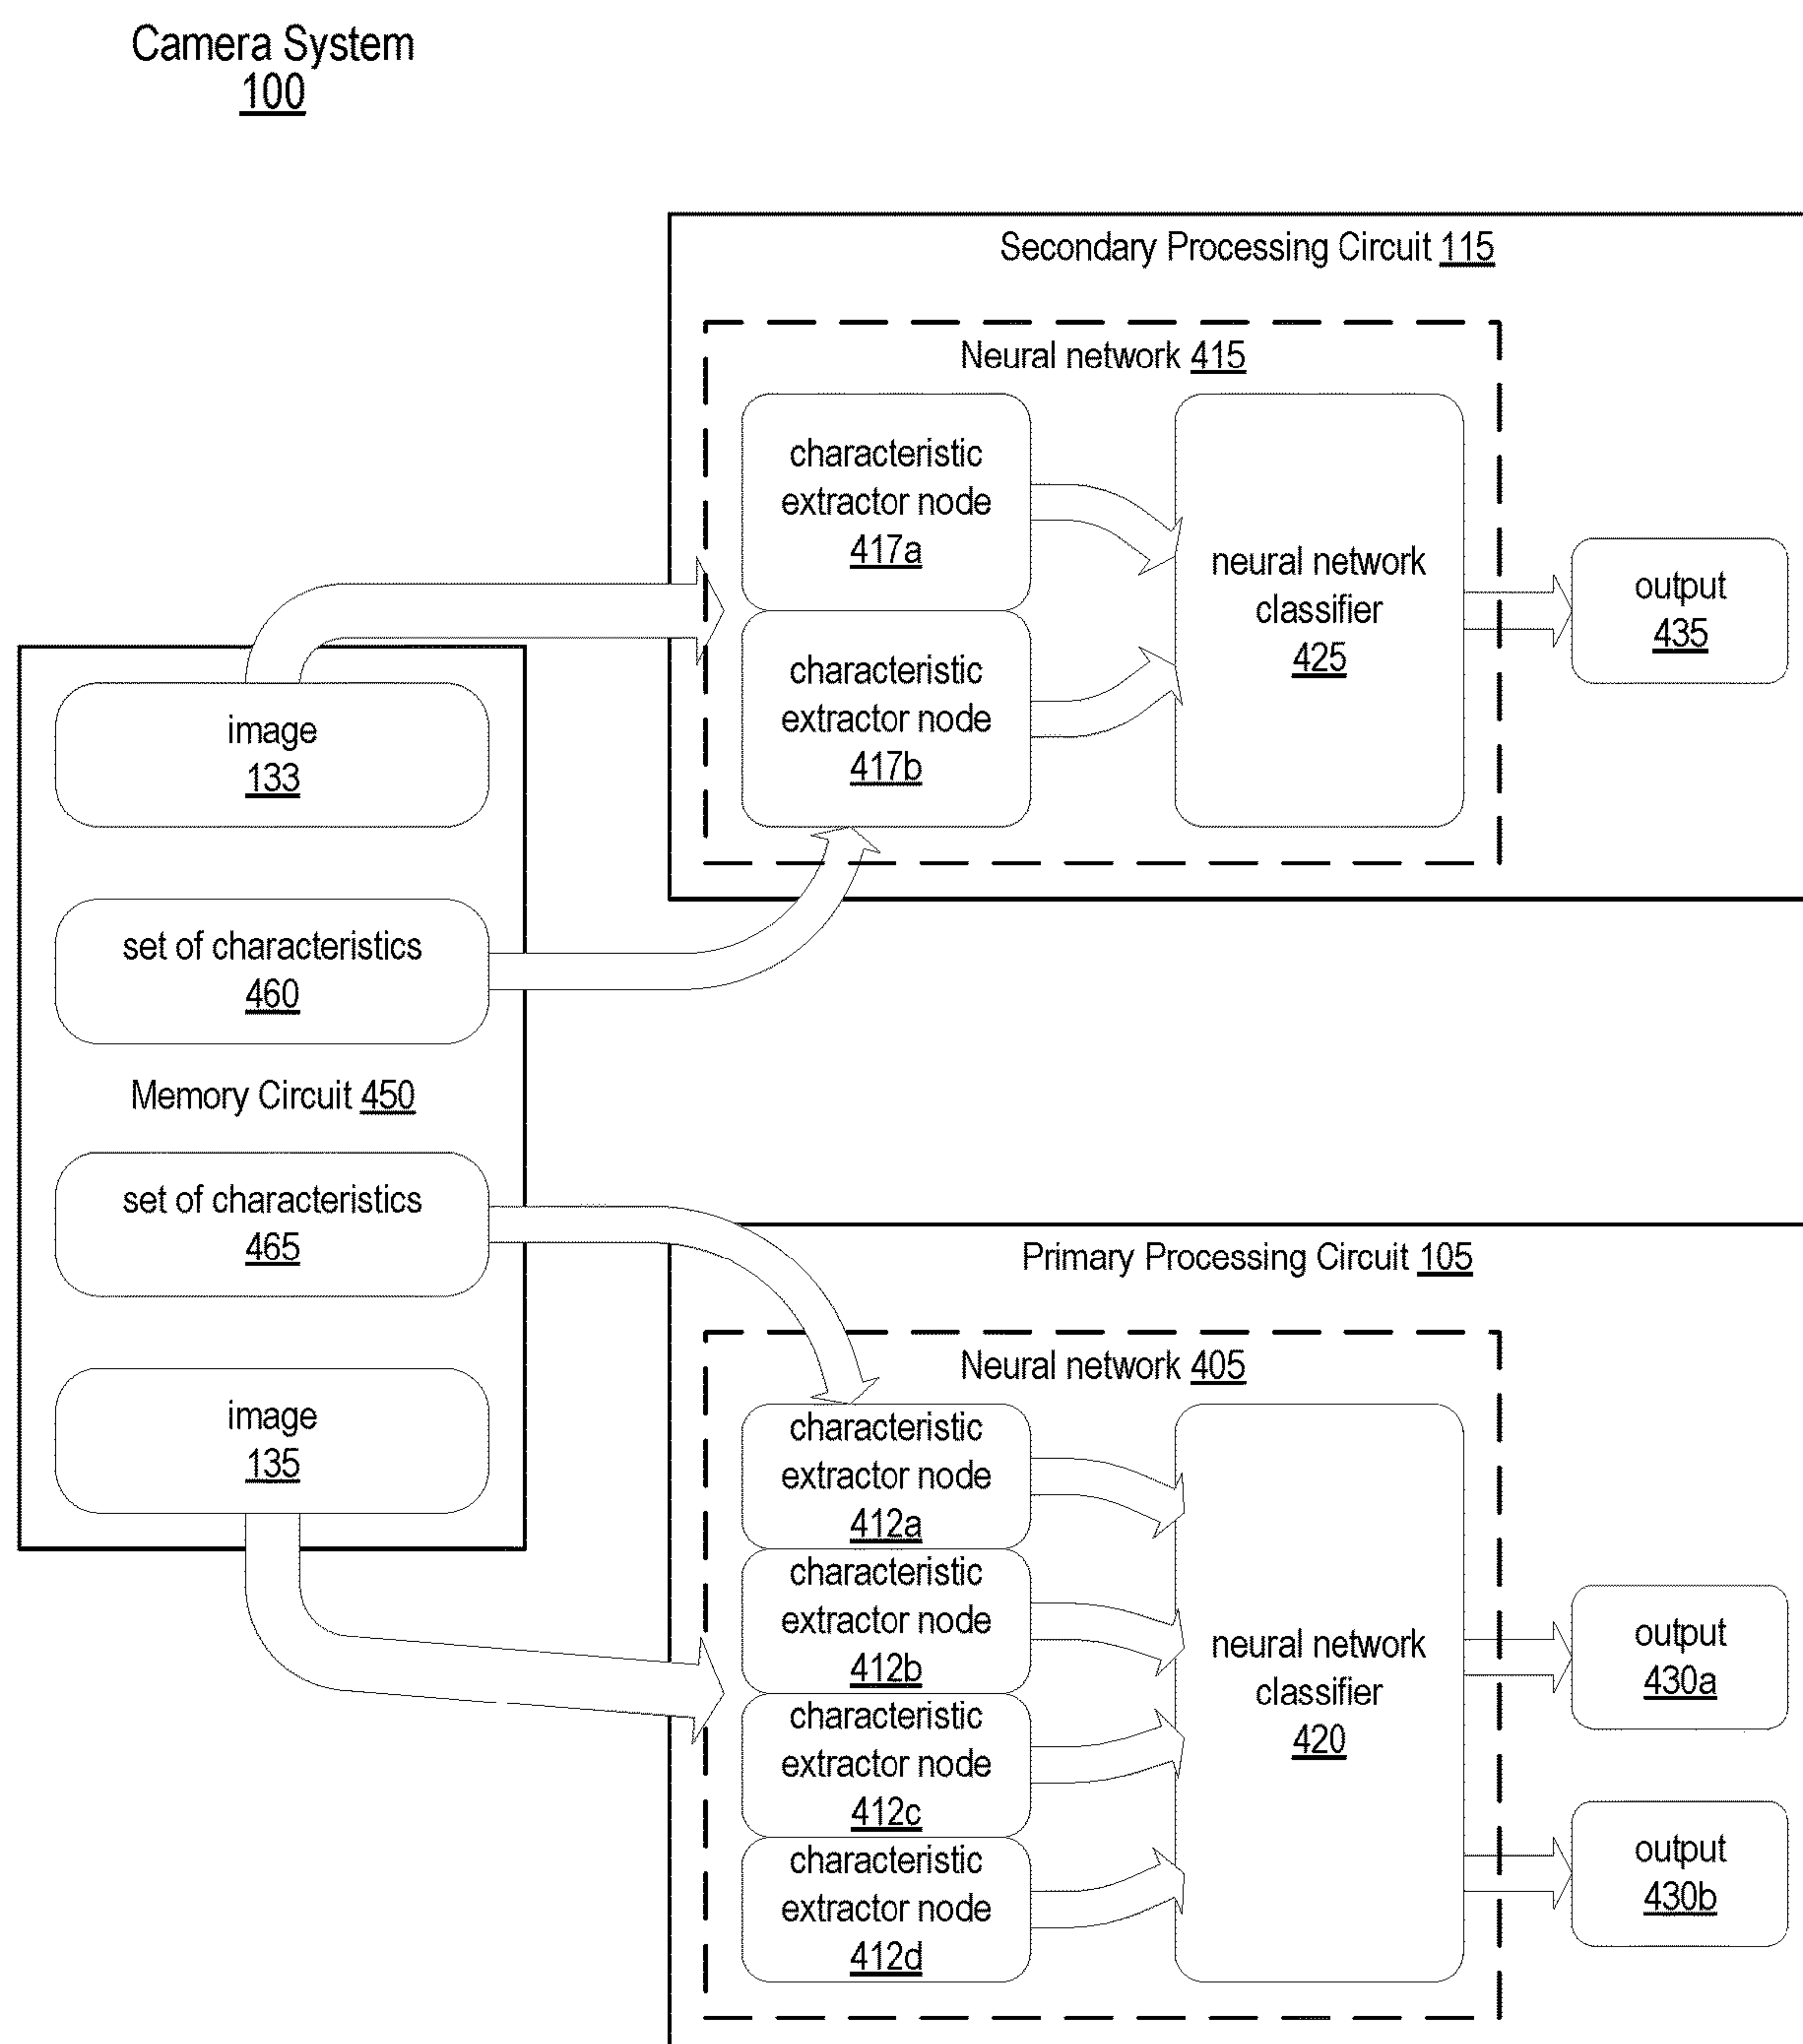 Camera System
100
Secondary Processing Circuit 115
Neural network 415
characteristic
extractor node
417a
characteristic
extractor node
417b
neural network
classifier
425
output
435
image
133
set of characteristics
460
Memory Circuit 450
set of characteristics
465
image
135
Primary Processing Circuit 105
Neural network 405
characteristic
extractor node
412a
characteristic
extractor node
412b
characteristic
extractor node
412c
characteristic
extractor node
412d
neural network
classifier
420
output
430a
output
430b